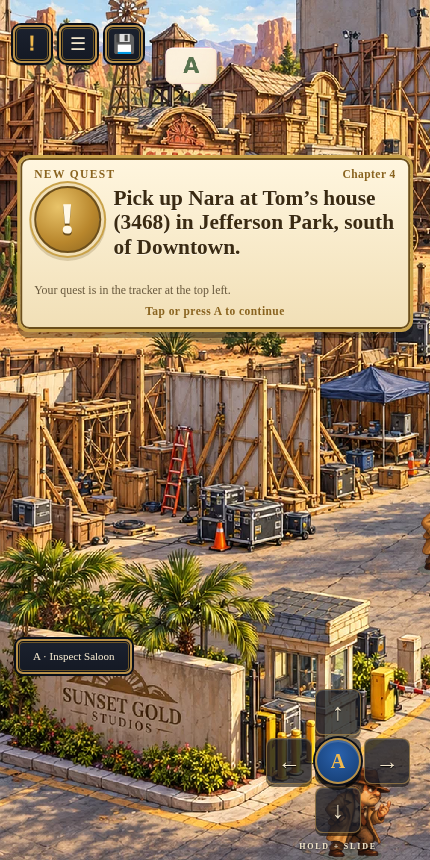 ! ☰ 💾
A
NEW QUEST
Chapter 4
!
Pick up Nara at Tom’s house
(3468) in Jefferson Park, south
of Downtown.
Your quest is in the tracker at the top left.
Tap or press A to continue
A · Inspect Saloon
SUNSET GOLD
STUDIOS
↑
← A →
↓
HOLD · SLIDE